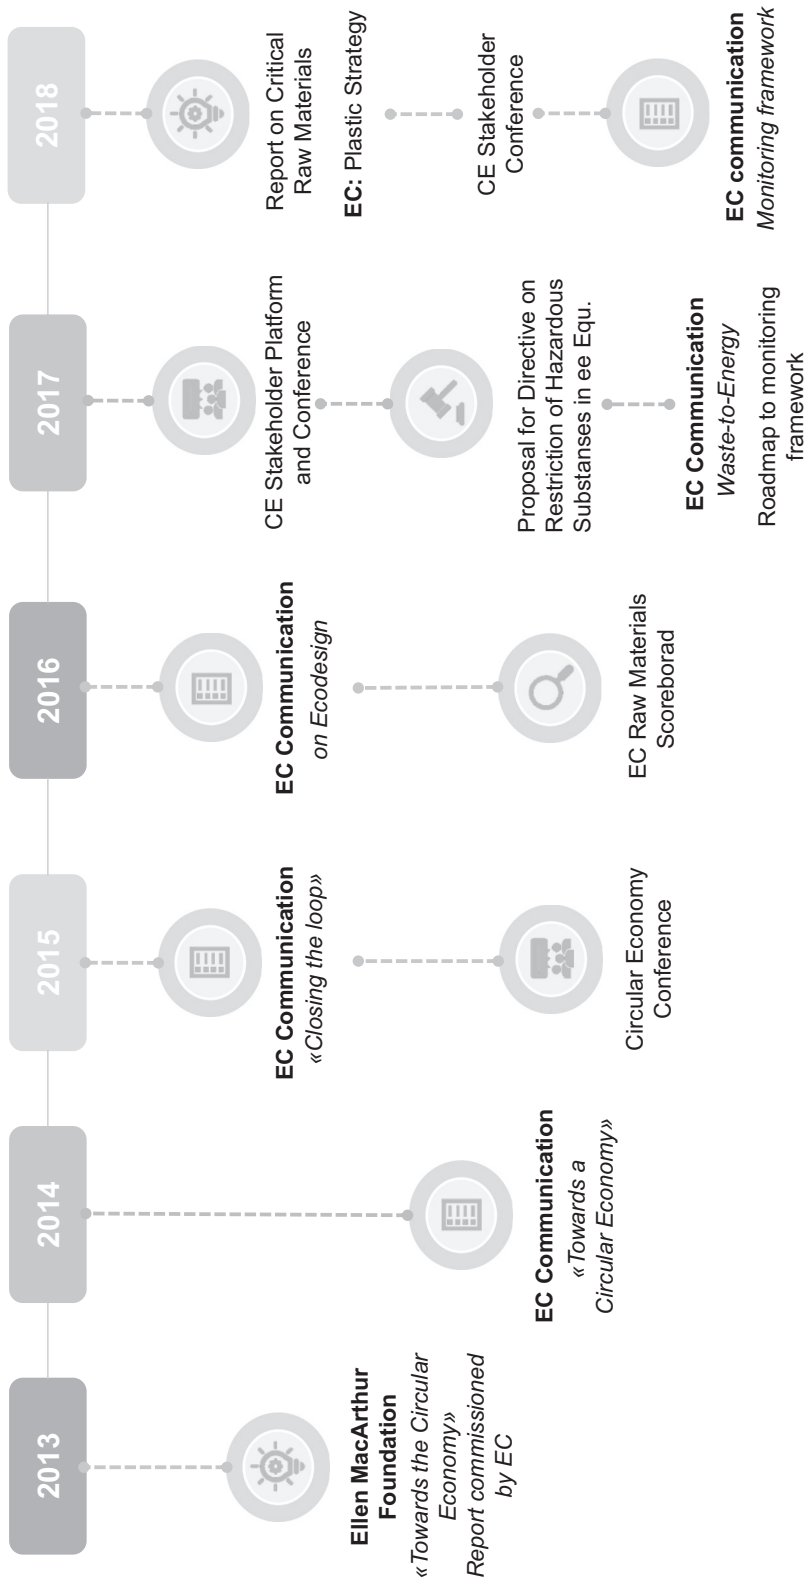 2013
Ellen MacArthur
Foundation
«Towards the Circular
Economy»
Report commissioned
by EC
2014
EC Communication
«Towards a
Circular Economy»
2015
EC Communication
«Closing the loop»
Circular Economy
Conference
2016
EC Communication
on Ecodesign
EC Raw Materials
Scoreborad
2017
CE Stakeholder Platform
and Conference
Proposal for Directive on
Restriction of Hazardous
Substanses in ee Equ.
EC Communication
Waste-to-Energy
Roadmap to monitoring
framework
2018
Report on Critical
Raw Materials
EC: Plastic Strategy
CE Stakeholder
Conference
EC communication
Monitoring framework